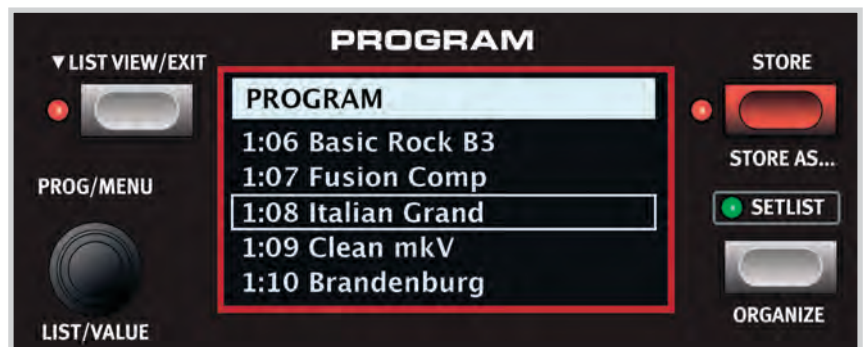 PROGRAM
▼ LIST VIEW/EXIT
STORE
PROGRAM
1:06 Basic Rock B3
1:07 Fusion Comp
1:08 Italian Grand
1:09 Clean mkV
1:10 Brandenburg
STORE AS...
PROG/MENU
SETLIST
ORGANIZE
LIST/VALUE